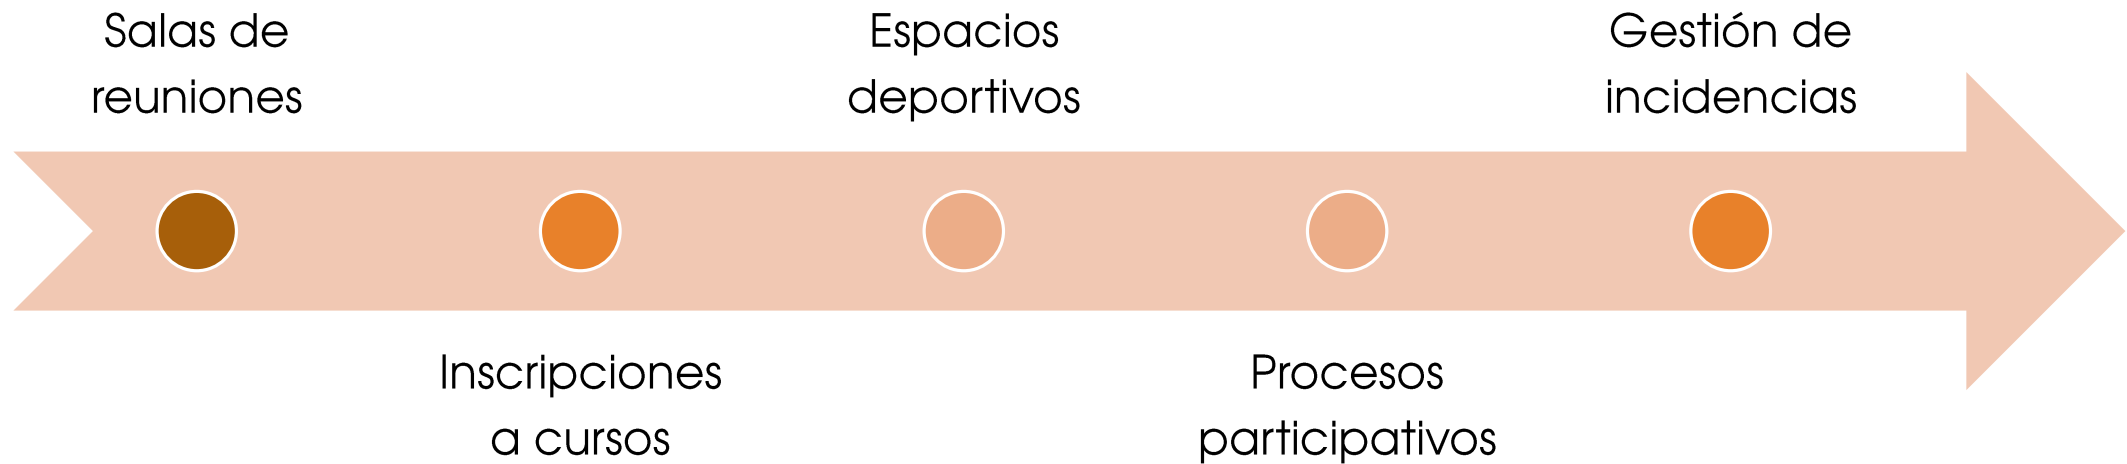 Salas de
reuniones
Inscripciones
a cursos
Espacios
deportivos
Procesos
participativos
Gestión de
incidencias